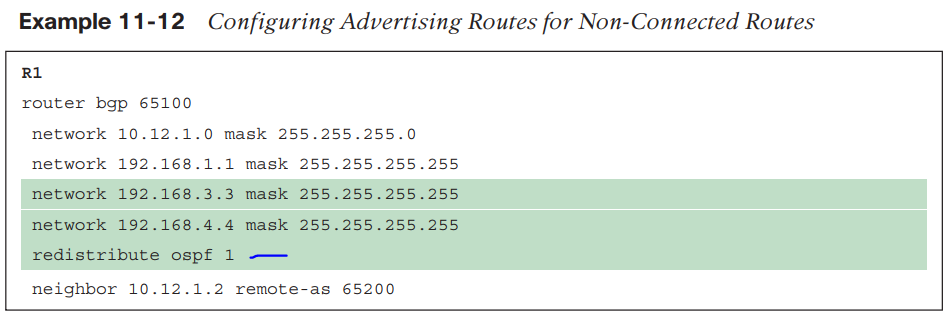 Example 11-12 Configuring Advertising Routes for Non-Connected Routes
R1
router bgp 65100
network 10.12.1.0 mask 255.255.255.0
network 192.168.1.1 mask 255.255.255.255
network 192.168.3.3 mask 255.255.255.255
network 192.168.4.4 mask 255.255.255.255
redistribute ospf 1
neighbor 10.12.1.2 remote-as 65200